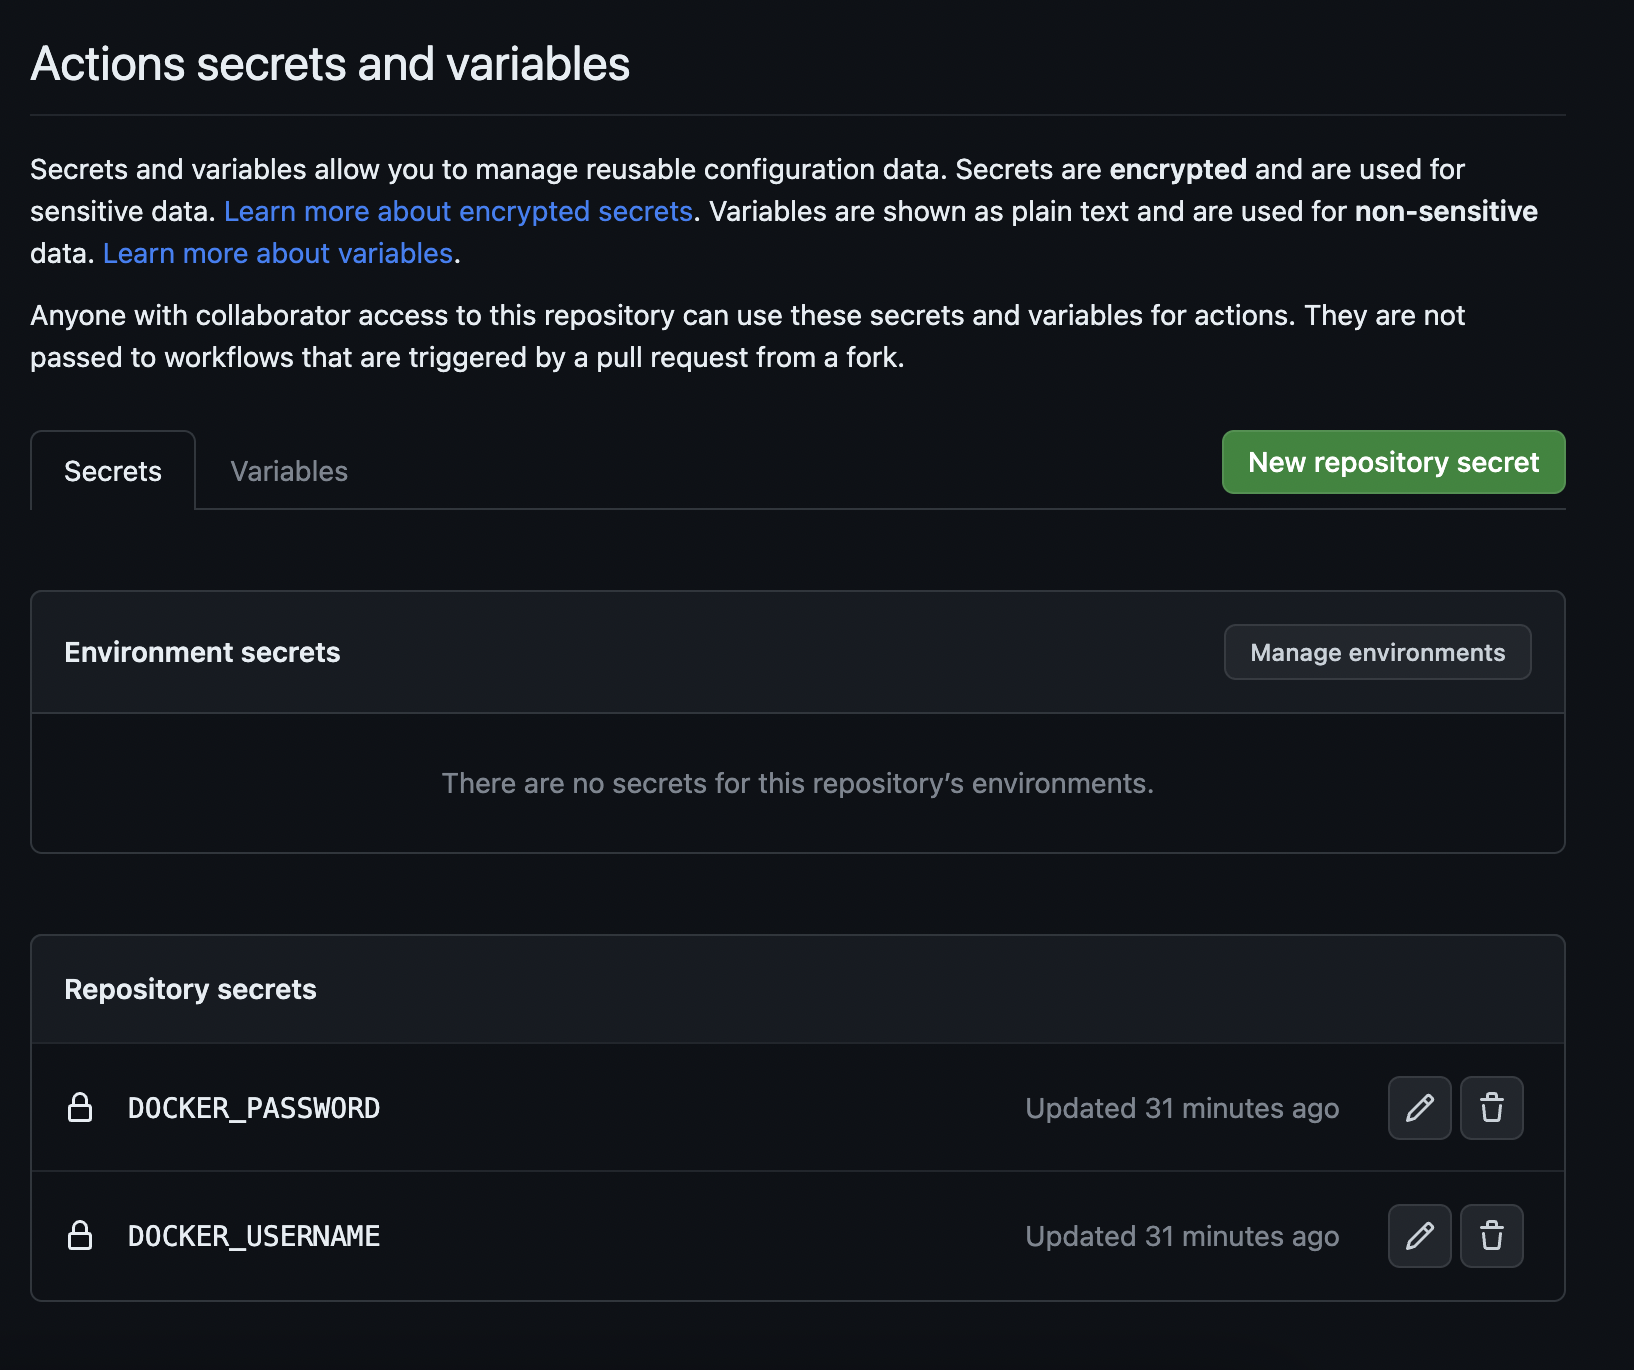 Actions secrets and variables
Secrets and variables allow you to manage reusable configuration data. Secrets are encrypted and are used for
sensitive data. Learn more about encrypted secrets. Variables are shown as plain text and are used for non-sensitive
data. Learn more about variables.
Anyone with collaborator access to this repository can use these secrets and variables for actions. They are not
passed to workflows that are triggered by a pull request from a fork.
Secrets
Variables
New repository secret
Environment secrets
Manage environments
There are no secrets for this repository’s environments.
Repository secrets
DOCKER_PASSWORD
Updated 31 minutes ago
DOCKER_USERNAME
Updated 31 minutes ago